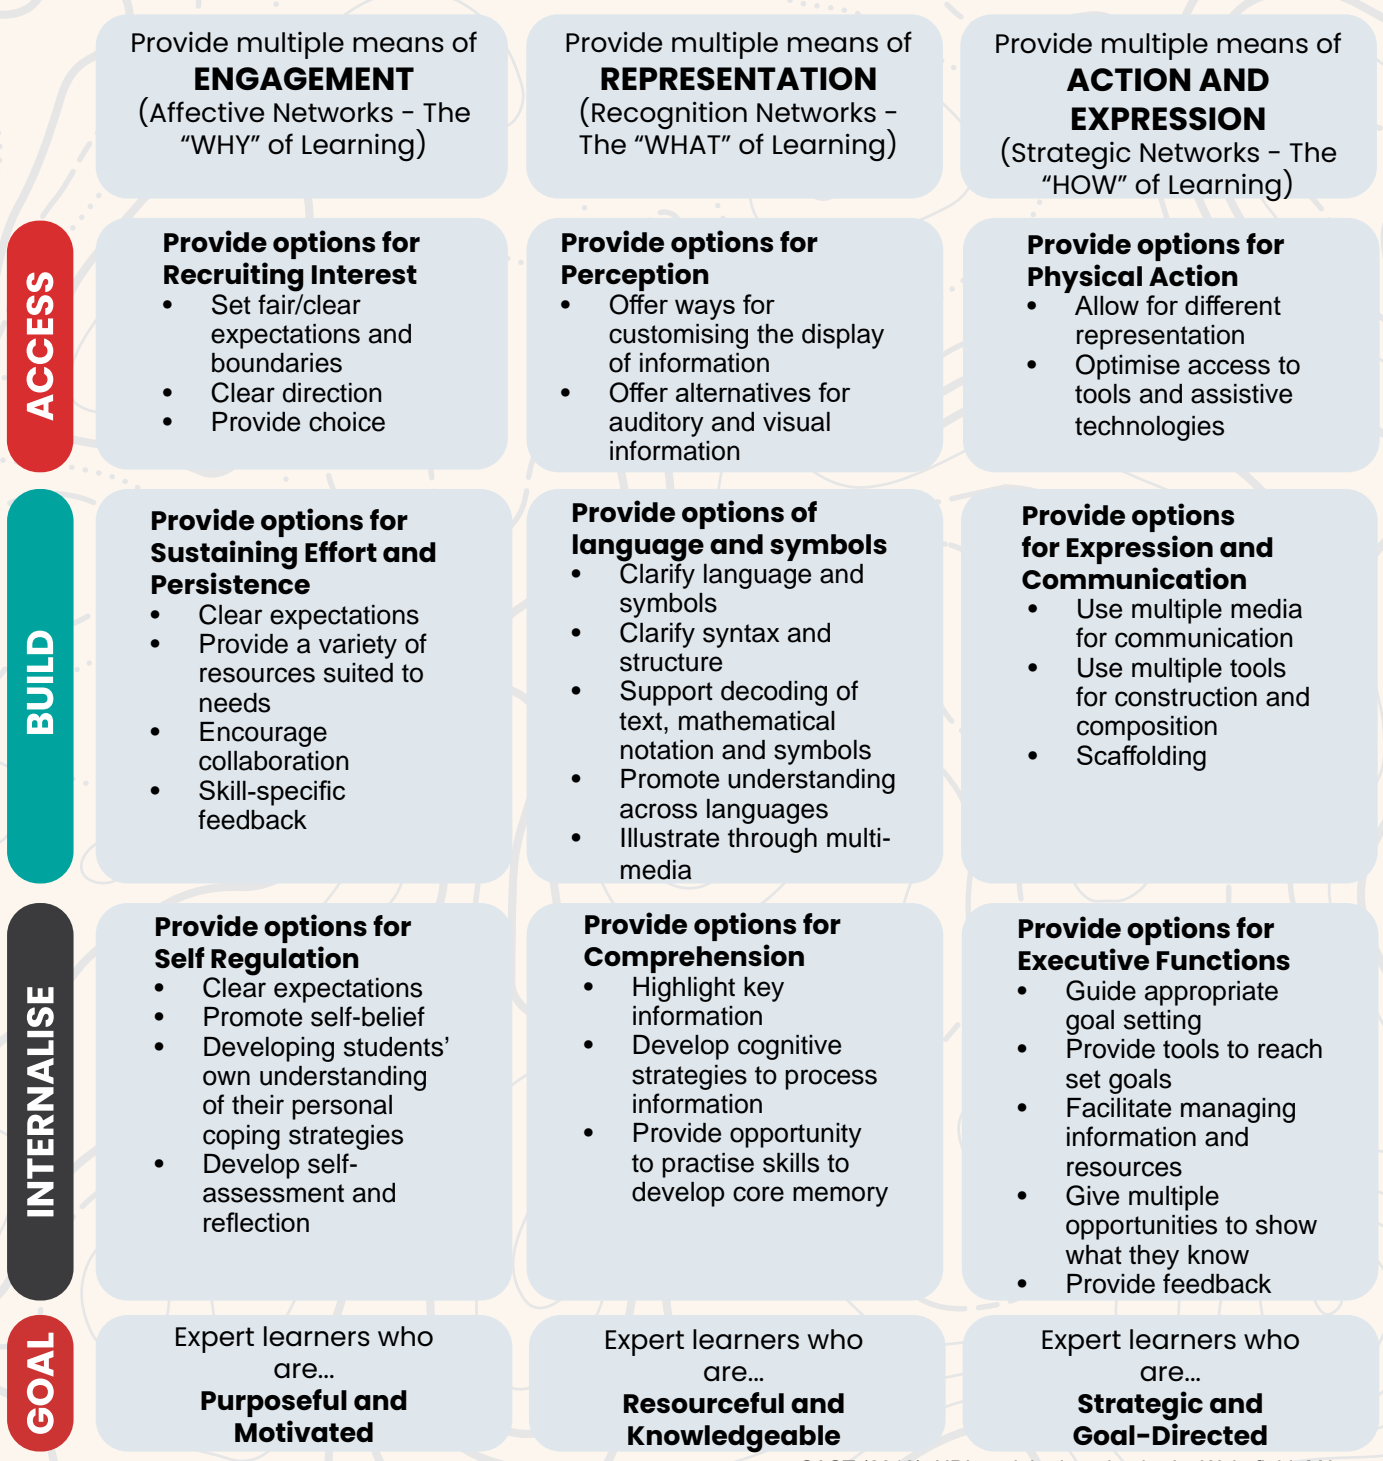 Provide multiple means of
ENGAGEMENT
(Affective Networks - The
“WHY” of Learning)
Provide multiple means of
REPRESENTATION
(Recognition Networks -
The “WHAT” of Learning)
Provide multiple means of
ACTION AND
EXPRESSION
(Strategic Networks - The
“HOW” of Learning)
ACCESS
Provide options for
Recruiting Interest
• Set fair/clear
expectations and
boundaries
• Clear direction
• Provide choice
Provide options for
Perception
• Offer ways for
customising the display
of information
• Offer alternatives for
auditory and visual
information
Provide options for
Physical Action
• Allow for different
representation
• Optimise access to
tools and assistive
technologies
BUILD
Provide options for
Sustaining Effort and
Persistence
• Clear expectations
• Provide a variety of
resources suited to
needs
• Encourage
collaboration
• Skill-specific
feedback
Provide options of
language and symbols
• Clarify language and
symbols
• Clarify syntax and
structure
• Support decoding of
text, mathematical
notation and symbols
• Promote understanding
across languages
• Illustrate through multi-
media
Provide options
for Expression and
Communication
• Use multiple media
for communication
• Use multiple tools
for construction and
composition
• Scaffolding
INTERNALISE
Provide options for
Self Regulation
• Clear expectations
• Promote self-belief
• Developing students’
own understanding
of their personal
coping strategies
• Develop self-
assessment and
reflection
Provide options for
Comprehension
• Highlight key
information
• Develop cognitive
strategies to process
information
• Provide opportunity
to practise skills to
develop core memory
Provide options for
Executive Functions
• Guide appropriate
goal setting
• Provide tools to reach
set goals
• Facilitate managing
information and
resources
• Give multiple
opportunities to show
what they know
• Provide feedback
GOAL
Expert learners who
are...
Purposeful and
Motivated
Expert learners who
are...
Resourceful and
Knowledgeable
Expert learners who
are...
Strategic and
Goal-Directed